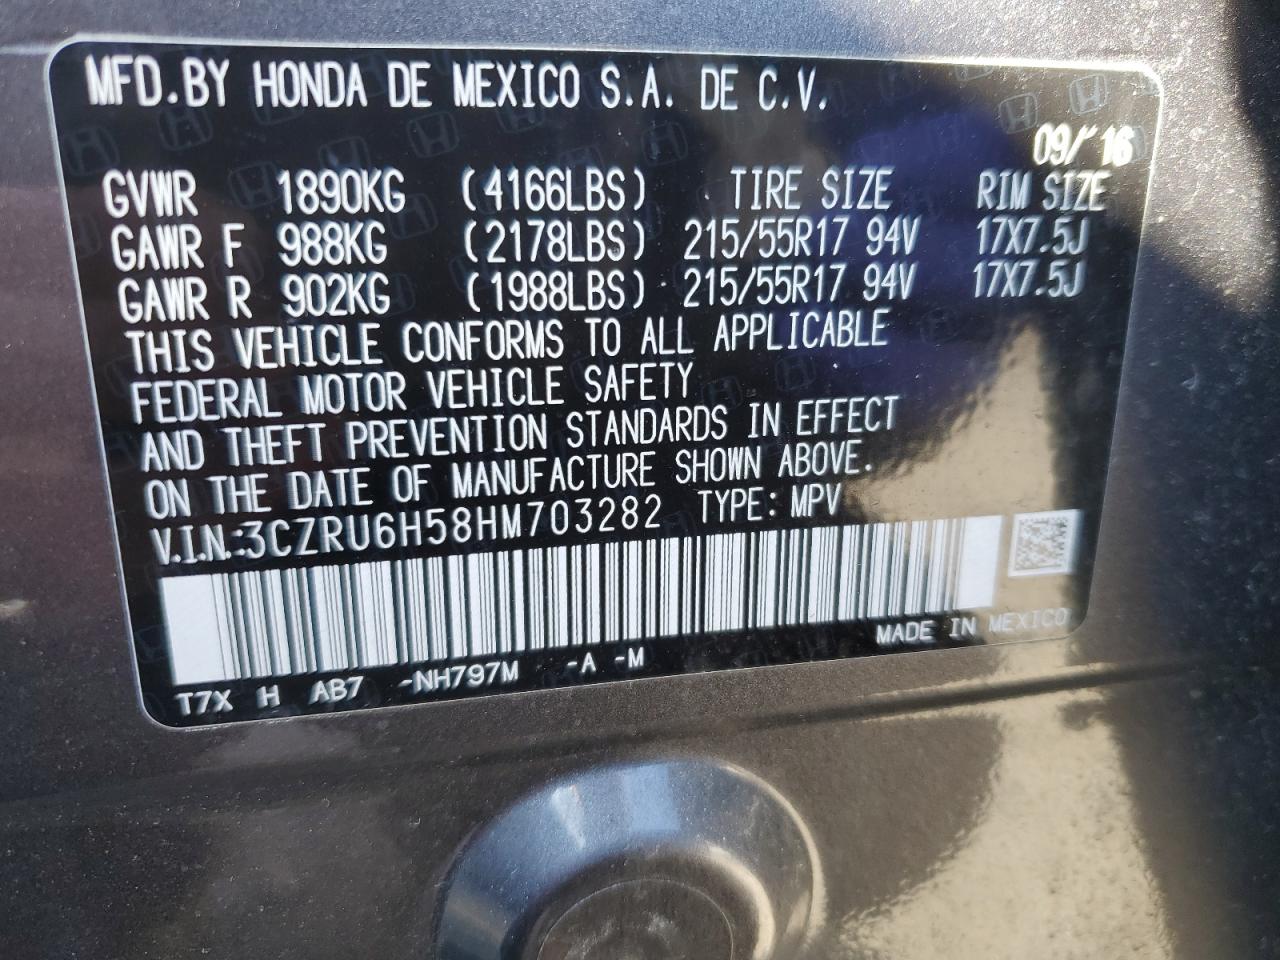 MFD.BY HONDA DE MEXICO S.A. DE C.V.
09/'16
GVWR 1890KG (4166LBS) TIRE SIZE RIM SIZE
GAWR F 988KG (2178LBS) 215/55R17 94V 17X7.5J
GAWR R 902KG (1988LBS) 215/55R17 94V 17X7.5J
THIS VEHICLE CONFORMS TO ALL APPLICABLE
FEDERAL MOTOR VEHICLE SAFETY
AND THEFT PREVENTION STANDARDS IN EFFECT
ON THE DATE OF MANUFACTURE SHOWN ABOVE.
V.I.N.:3CZRU6H58HM703282 TYPE: MPV
MADE IN MEXICO
T7X H AB7 -NH797M -A -M